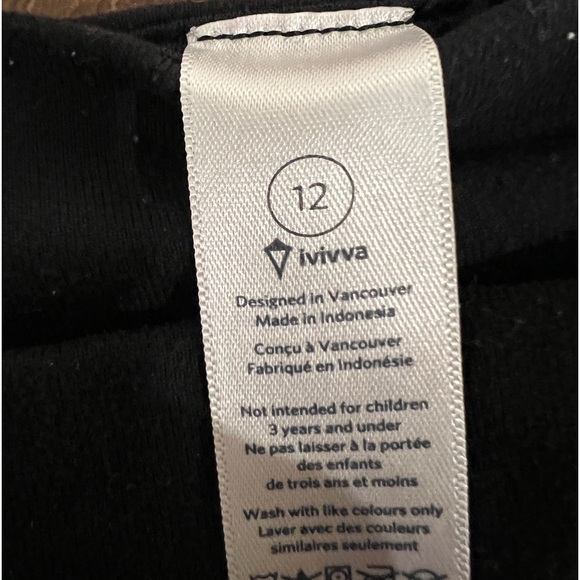 12
ivivva
Designed in Vancouver
Made in Indonesia
Conçu à Vancouver
Fabriqué en Indonésie
Not intended for children
3 years and under
Ne pas laisser à la portée
des enfants
de trois ans et moins
Wash with like colours only
Laver avec des couleurs
similaires seulement